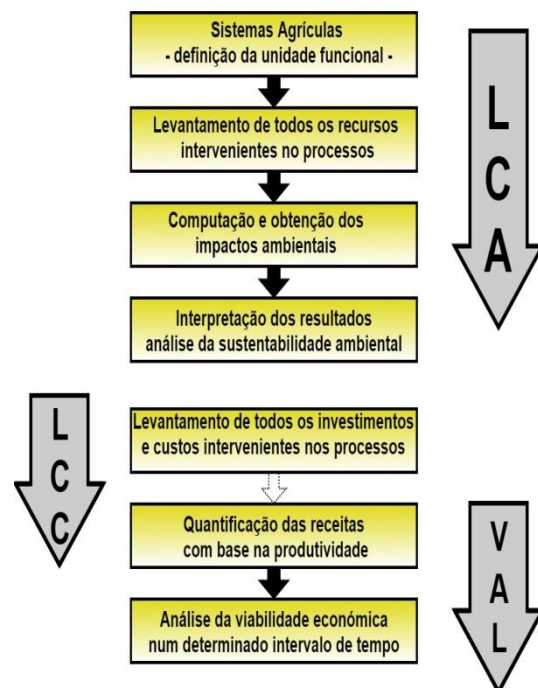 Sistemas Agrículas
- definição da unidade funcional -
Levantamento de todos os recursos
intervenientes no processos
Computação e obtenção dos
impactos ambientais
Interpretação dos resultados
análise da sustentabilidade ambiental
L
C
A
Levantamento de todos os investimentos
e custos intervenientes nos processos
L
C
C
Quantificação das receitas
com base na produtividade
Análise da viabilidade económica
num determinado intervalo de tempo
V
A
L